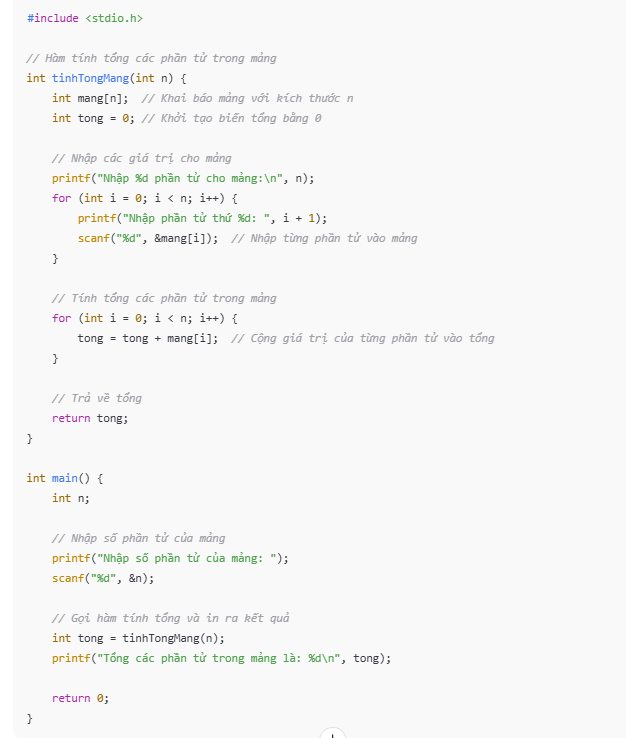 #include <stdio.h>
// Hàm tính tổng các phần tử trong mảng
int tinhTongMang(int n) {
    int mang[n];  // Khai báo mảng với kích thước n
    int tong = 0; // Khởi tạo biến tổng bằng 0
    // Nhập các giá trị cho mảng
    printf("Nhập %d phần tử cho mảng:\n", n);
    for (int i = 0; i < n; i++) {
        printf("Nhập phần tử thứ %d: ", i + 1);
        scanf("%d", &mang[i]);  // Nhập từng phần tử vào mảng
    }
    // Tính tổng các phần tử trong mảng
    for (int i = 0; i < n; i++) {
        tong = tong + mang[i];  // Cộng giá trị của từng phần tử vào tổng
    }
    // Trả về tổng
    return tong;
}
int main() {
    int n;
    // Nhập số phần tử của mảng
    printf("Nhập số phần tử của mảng: ");
    scanf("%d", &n);
    // Gọi hàm tính tổng và in ra kết quả
    int tong = tinhTongMang(n);
    printf("Tổng các phần tử trong mảng là: %d\n", tong);
    return 0;
}